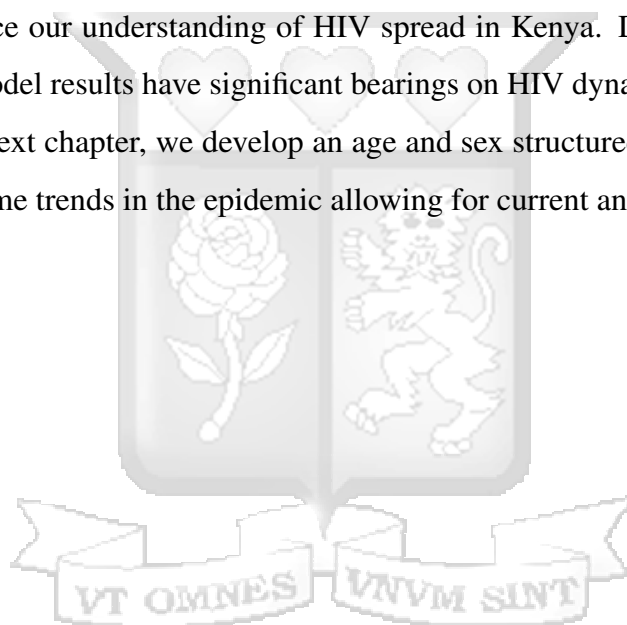 ce our understanding of HIV spread in Kenya. D
odel results have significant bearings on HIV dyna
ext chapter, we develop an age and sex structure
me trends in the epidemic allowing for current an
VT OMNES VNVM SINT